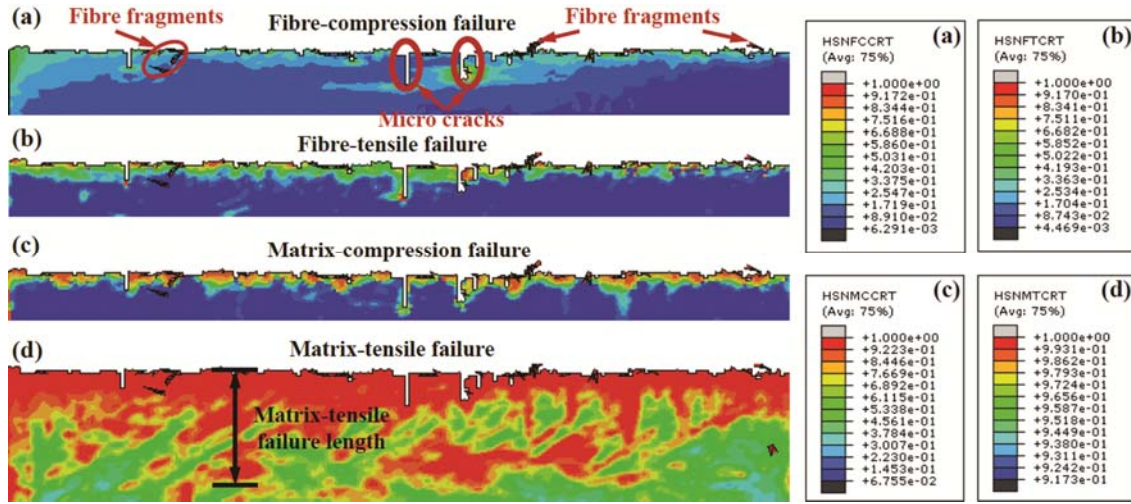 (a)
Fibre fragments
Fibre-compression failure
Fibre fragments
Micro cracks
(b)
Fibre-tensile failure
(c)
Matrix-compression failure
(d)
Matrix-tensile failure
Matrix-tensile
failure length
(a)
HSNFCCRT
(Avg: 75%)
+1.000e+00
+9.172e-01
+8.344e-01
+7.516e-01
+6.688e-01
+5.860e-01
+5.031e-01
+4.203e-01
+3.375e-01
+2.547e-01
+1.719e-01
+8.910e-02
+6.291e-03
(b)
HSNFTCRT
(Avg: 75%)
+1.000e+00
+9.170e-01
+8.341e-01
+7.511e-01
+6.682e-01
+5.852e-01
+5.022e-01
+4.193e-01
+3.363e-01
+2.534e-01
+1.704e-01
+8.743e-02
+4.469e-03
(c)
HSNMCCRT
(Avg: 75%)
+1.000e+00
+9.223e-01
+8.446e-01
+7.669e-01
+6.892e-01
+6.115e-01
+5.338e-01
+4.561e-01
+3.784e-01
+3.007e-01
+2.230e-01
+1.453e-01
+6.755e-02
(d)
HSNMTCRT
(Avg: 75%)
+1.000e+00
+9.931e-01
+9.862e-01
+9.793e-01
+9.724e-01
+9.656e-01
+9.587e-01
+9.518e-01
+9.449e-01
+9.380e-01
+9.311e-01
+9.242e-01
+9.173e-01